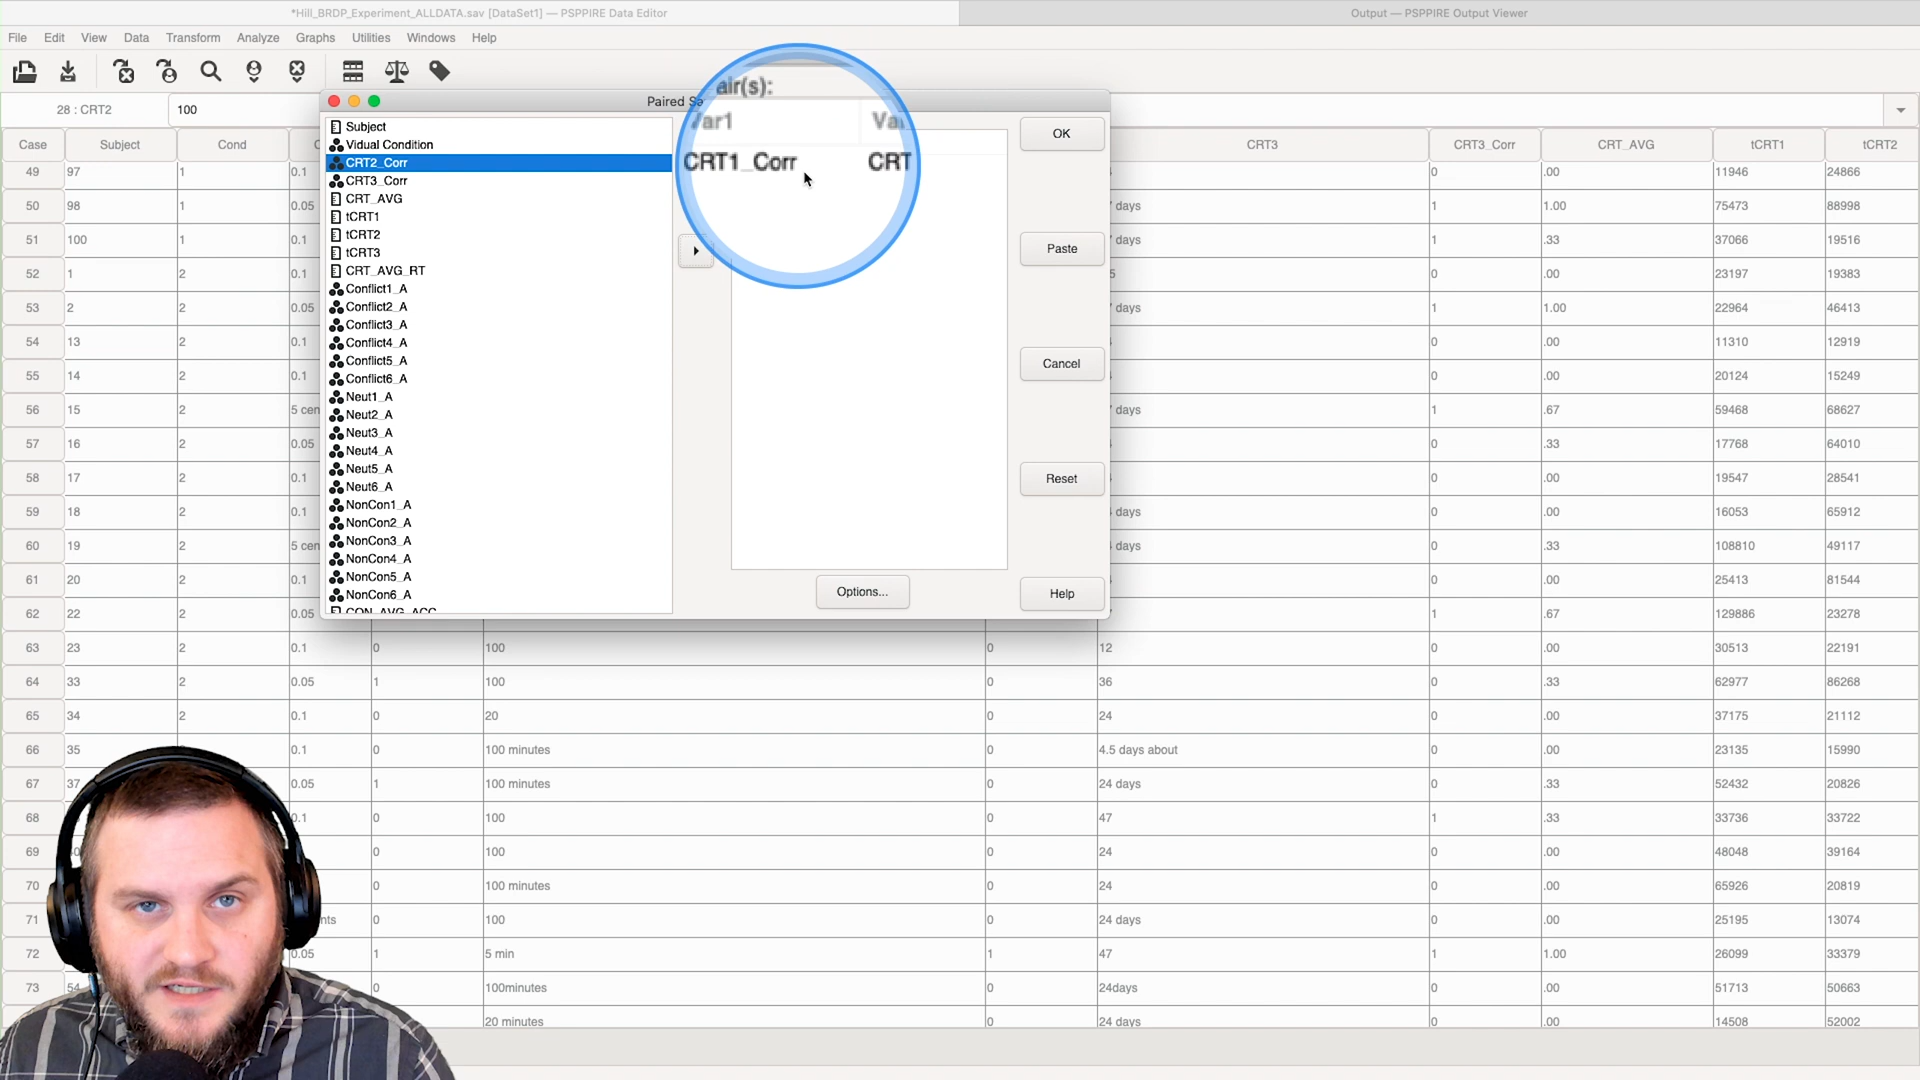 *Hill_BRDP_Experiment_ALLDATA.sav [DataSet1] — PSPPIRE Data Editor
Output — PSPPIRE Output Viewer
File Edit View Data Transform Analyze Graphs Utilities Windows Help
28 : CRT2 100
Paired
air(s):
Var1
CRT1_Corr CRT
Subject
Vidual Condition
CRT2_Corr
CRT3_Corr
CRT_AVG
tCRT1
tCRT2
tCRT3
CRT_AVG_RT
Conflict1_A
Conflict2_A
Conflict3_A
Conflict4_A
Conflict5_A
Conflict6_A
Neut1_A
Neut2_A
Neut3_A
Neut4_A
Neut5_A
Neut6_A
NonCon1_A
NonCon2_A
NonCon3_A
NonCon4_A
NonCon5_A
NonCon6_A
CON_AVG_ACC
OK
Paste
Cancel
Reset
Help
Options...
Case Subject Cond CRT3 CRT3_Corr CRT_AVG tCRT1 tCRT2
49 97 1 0.1 0 .00 11946 24866
50 98 1 0.05 days 1 1.00 75473 88998
51 100 1 0.1 days 1 .33 37066 19516
52 1 2 0.1 5 0 .00 23197 19383
53 2 2 0.05 days 1 1.00 22964 46413
54 13 2 0.1 0 .00 11310 12919
55 14 2 0.1 0 .00 20124 15249
56 15 2 5 cen days 1 .67 59468 68627
57 16 2 0.05 0 .33 17768 64010
58 17 2 0.1 0 .00 19547 28541
59 18 2 0.1 days 0 .00 16053 65912
60 19 2 5 cen days 0 .33 108810 49117
61 20 2 0.1 0 .00 25413 81544
62 22 2 0.05 1 .67 129886 23278
63 23 2 0.1 0 100 0 12 0 .00 30513 22191
64 33 2 0.05 1 100 0 36 0 .33 62977 86268
65 34 2 0.1 0 20 0 24 0 .00 37175 21112
66 35 0.1 0 100 minutes 0 4.5 days about 0 .00 23135 15990
67 37 0.05 1 100 minutes 0 24 days 0 .33 52432 20826
68 0.1 0 100 0 47 1 .33 33736 33722
69 0 100 0 24 0 .00 48048 39164
70 0 100 minutes 0 24 0 .00 65926 20819
71 nts 0 100 0 24 days 0 .00 25195 13074
72 0.05 1 5 min 1 47 1 1.00 26099 33379
73 54 0 100minutes 0 24days 0 .00 51713 50663
20 minutes 0 24 days 0 .00 14508 52002